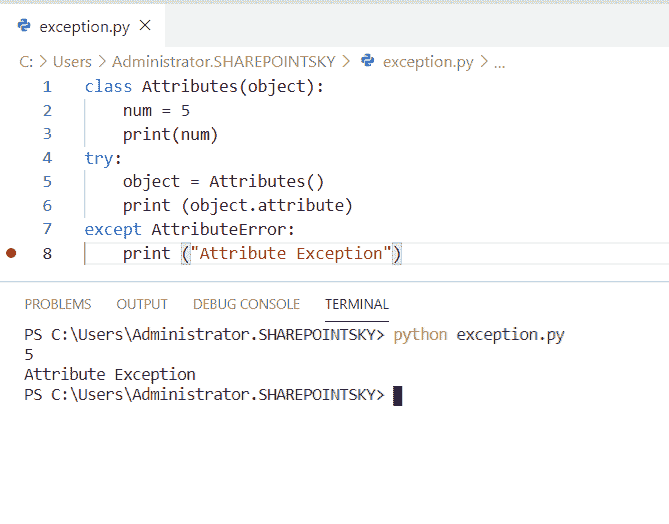 exception.py
C: > Users > Administrator.SHAREPOINTSKY > exception.py > ...
1 class Attributes(object):
2 num = 5
3 print(num)
4 try:
5 object = Attributes()
6 print (object.attribute)
7 except AttributeError:
8 print ("Attribute Exception")
PROBLEMS OUTPUT DEBUG CONSOLE TERMINAL
PS C:\Users\Administrator.SHAREPOINTSKY> python exception.py
5
Attribute Exception
PS C:\Users\Administrator.SHAREPOINTSKY>